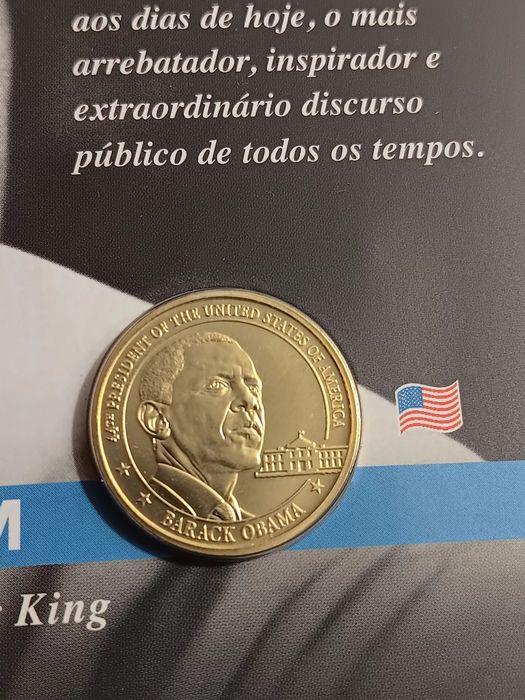 aos dias de hoje, o mais
arrebatador, inspirador e
extraordinário discurso
público de todos os tempos.
44TH PRESIDENT OF THE UNITED STATES OF AMERICA
BARACK OBAMA
M
King